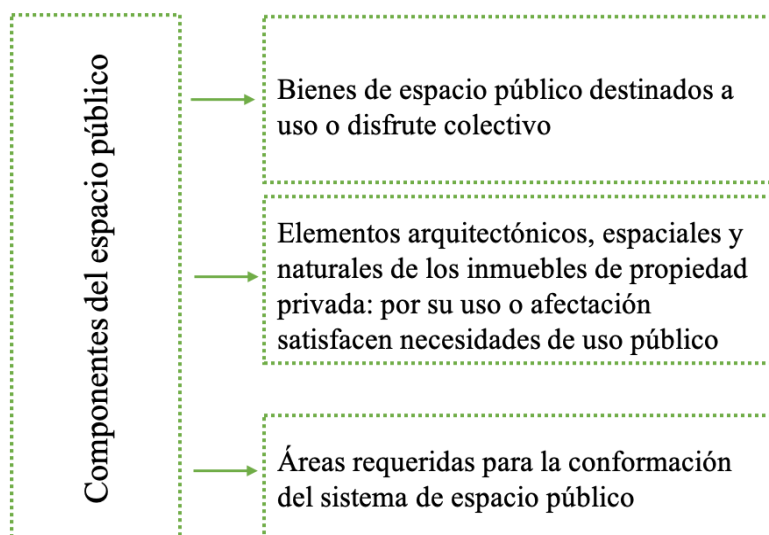 Componentes del espacio público
Bienes de espacio público destinados a
uso o disfrute colectivo
Elementos arquitectónicos, espaciales y
naturales de los inmuebles de propiedad
privada: por su uso o afectación
satisfacen necesidades de uso público
Áreas requeridas para la conformación
del sistema de espacio público